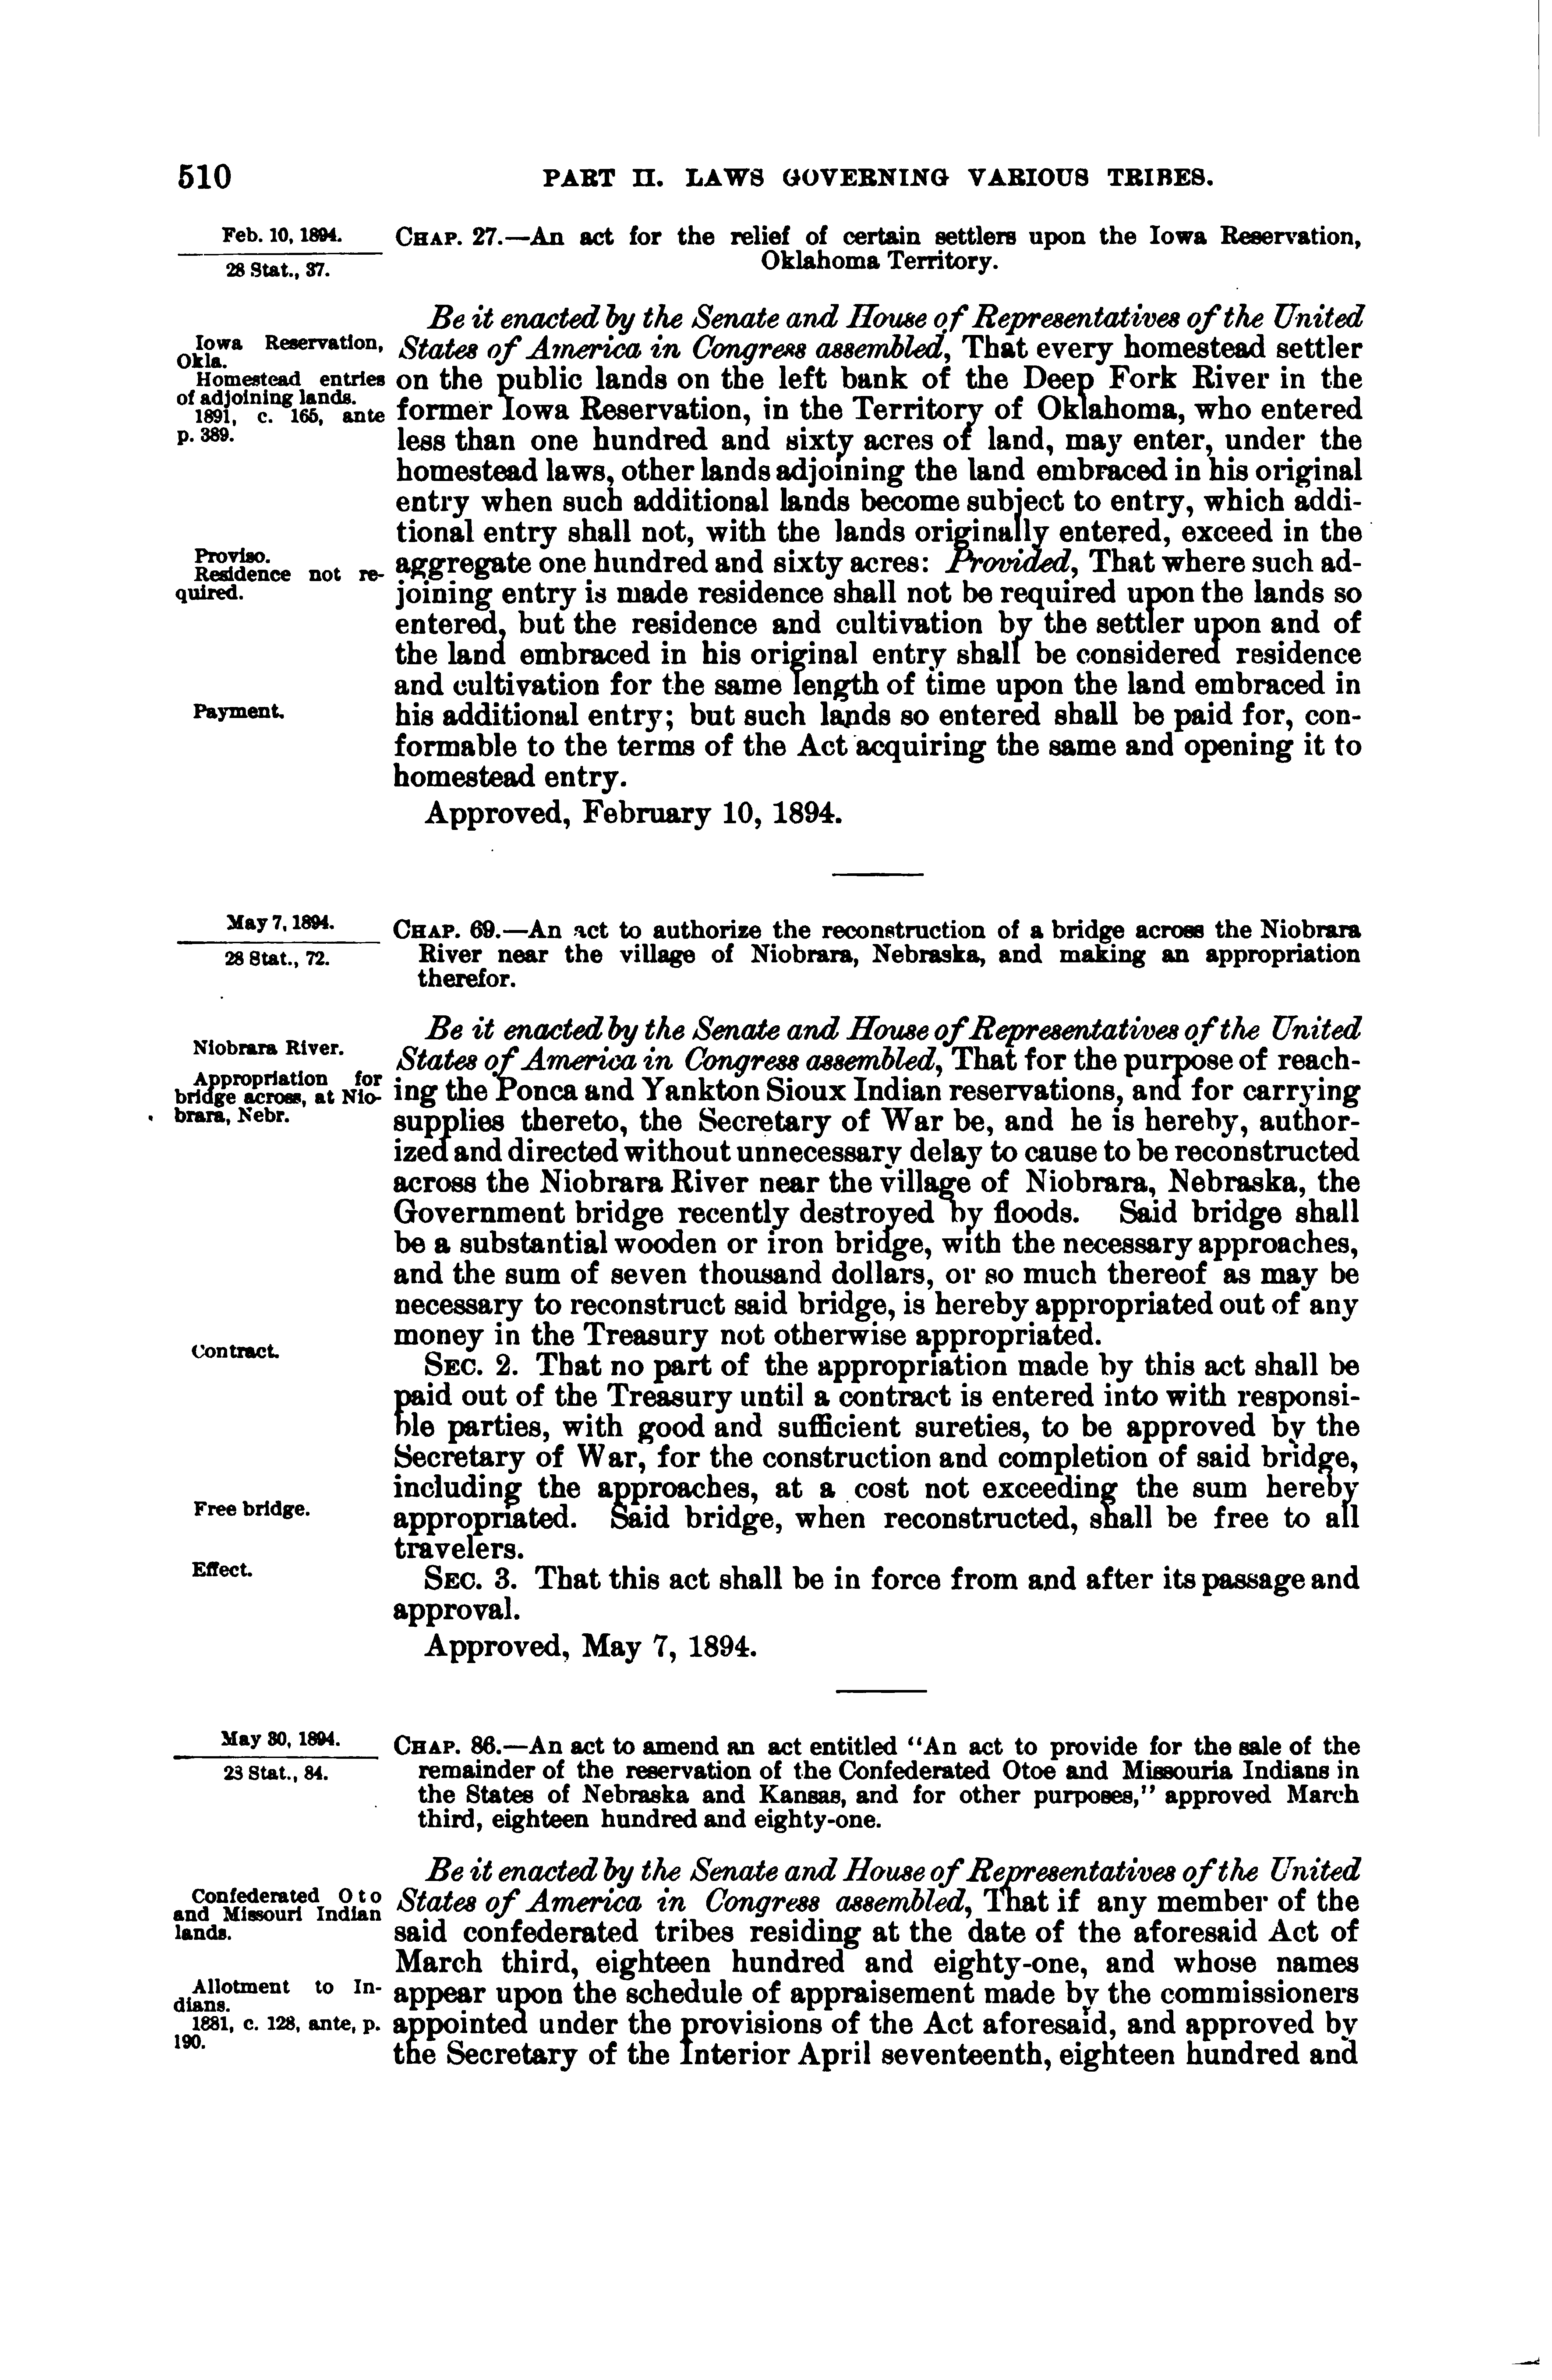 510
PART II. LAWS GOVERNING VARIOUS TRIBES.
Feb. 10, 1894.
28 Stat., 37.
CHAP. 27.—An act for the relief of certain settlers upon the Iowa Reservation,
Oklahoma Territory.
Iowa Reservation,
Okla.
Homestead entries
of adjoining lands.
1891, c. 165, ante
p. 389.
Be it enacted by the Senate and House of Representatives of the United
States of America in Congress assembled, That every homestead settler
on the public lands on the left bank of the Deep Fork River in the
former Iowa Reservation, in the Territory of Oklahoma, who entered
less than one hundred and sixty acres of land, may enter, under the
homestead laws, other lands adjoining the land embraced in his original
entry when such additional lands become subject to entry, which addi-
tional entry shall not, with the lands originally entered, exceed in the
Proviso.
Residence not re-
quired.
aggregate one hundred and sixty acres: Provided, That where such ad-
joining entry is made residence shall not be required upon the lands so
entered, but the residence and cultivation by the settler upon and of
the land embraced in his original entry shall be considered residence
and cultivation for the same length of time upon the land embraced in
Payment.
his additional entry; but such lands so entered shall be paid for, con-
formable to the terms of the Act acquiring the same and opening it to
homestead entry.
Approved, February 10, 1894.
May 7, 1894.
28 Stat., 72.
CHAP. 69.—An act to authorize the reconstruction of a bridge across the Niobrara
River near the village of Niobrara, Nebraska, and making an appropriation
therefor.
Niobrara River.
Appropriation for
bridge across, at Nio-
brara, Nebr.
Be it enacted by the Senate and House of Representatives of the United
States of America in Congress assembled, That for the purpose of reach-
ing the Ponca and Yankton Sioux Indian reservations, and for carrying
supplies thereto, the Secretary of War be, and he is hereby, author-
ized and directed without unnecessary delay to cause to be reconstructed
across the Niobrara River near the village of Niobrara, Nebraska, the
Government bridge recently destroyed by floods. Said bridge shall
be a substantial wooden or iron bridge, with the necessary approaches,
and the sum of seven thousand dollars, or so much thereof as may be
necessary to reconstruct said bridge, is hereby appropriated out of any
money in the Treasury not otherwise appropriated.
Contract.
SEC. 2. That no part of the appropriation made by this act shall be
paid out of the Treasury until a contract is entered into with responsi-
ble parties, with good and sufficient sureties, to be approved by the
Secretary of War, for the construction and completion of said bridge,
including the approaches, at a cost not exceeding the sum hereby
Free bridge.
appropriated. Said bridge, when reconstructed, shall be free to all
travelers.
Effect.
SEC. 3. That this act shall be in force from and after its passage and
approval.
Approved, May 7, 1894.
May 30, 1894.
23 Stat., 84.
CHAP. 86.—An act to amend an act entitled "An act to provide for the sale of the
remainder of the reservation of the Confederated Otoe and Missouria Indians in
the States of Nebraska and Kansas, and for other purposes," approved March
third, eighteen hundred and eighty-one.
Confederated Oto
and Missouri Indian
lands.
Allotment to In-
dians.
1881, c. 128, ante, p.
190.
Be it enacted by the Senate and House of Representatives of the United
States of America in Congress assembled, That if any member of the
said confederated tribes residing at the date of the aforesaid Act of
March third, eighteen hundred and eighty-one, and whose names
appear upon the schedule of appraisement made by the commissioners
appointed under the provisions of the Act aforesaid, and approved by
the Secretary of the Interior April seventeenth, eighteen hundred and